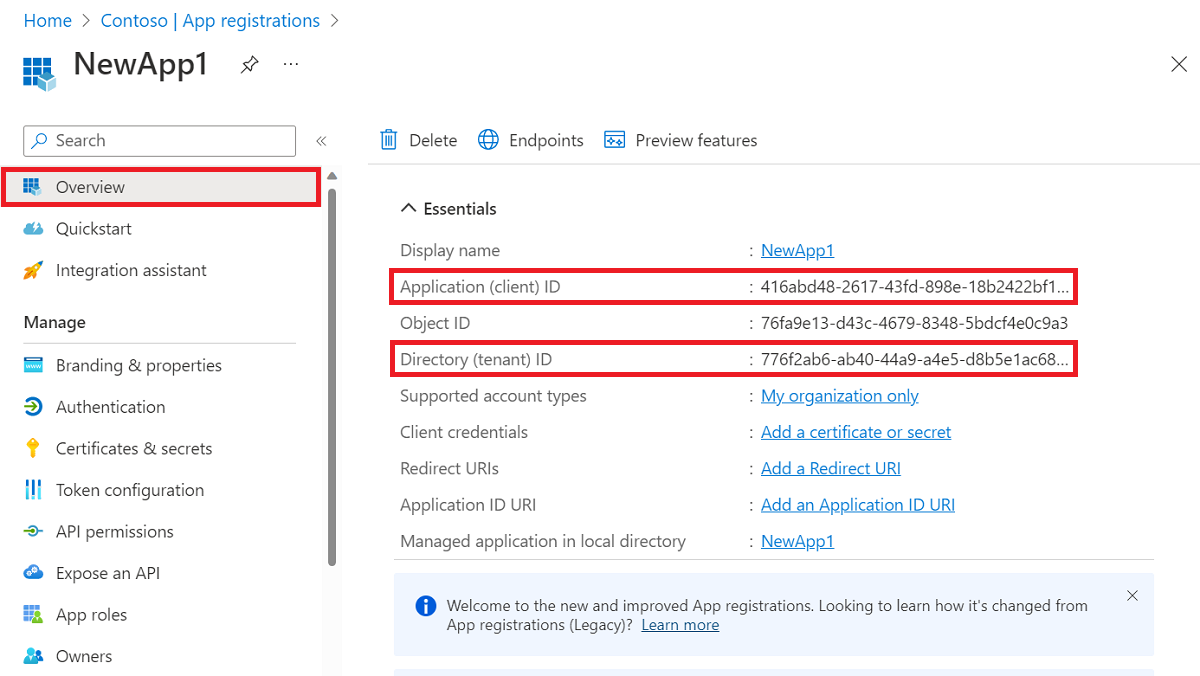 Home > Contoso | App registrations >
NewApp1 ...
Search «
Overview
Quickstart
Integration assistant
Manage
Branding & properties
Authentication
Certificates & secrets
Token configuration
API permissions
Expose an API
App roles
Owners
Delete Endpoints Preview features
Essentials
Display name : NewApp1
Application (client) ID : 416abd48-2617-43fd-898e-18b2422bf1...
Object ID : 76fa9e13-d43c-4679-8348-5bdcf4e0c9a3
Directory (tenant) ID : 776f2ab6-ab40-44a9-a4e5-d8b5e1ac68...
Supported account types : My organization only
Client credentials : Add a certificate or secret
Redirect URIs : Add a Redirect URI
Application ID URI : Add an Application ID URI
Managed application in local directory : NewApp1
Welcome to the new and improved App registrations. Looking to learn how it's changed from
App registrations (Legacy)? Learn more